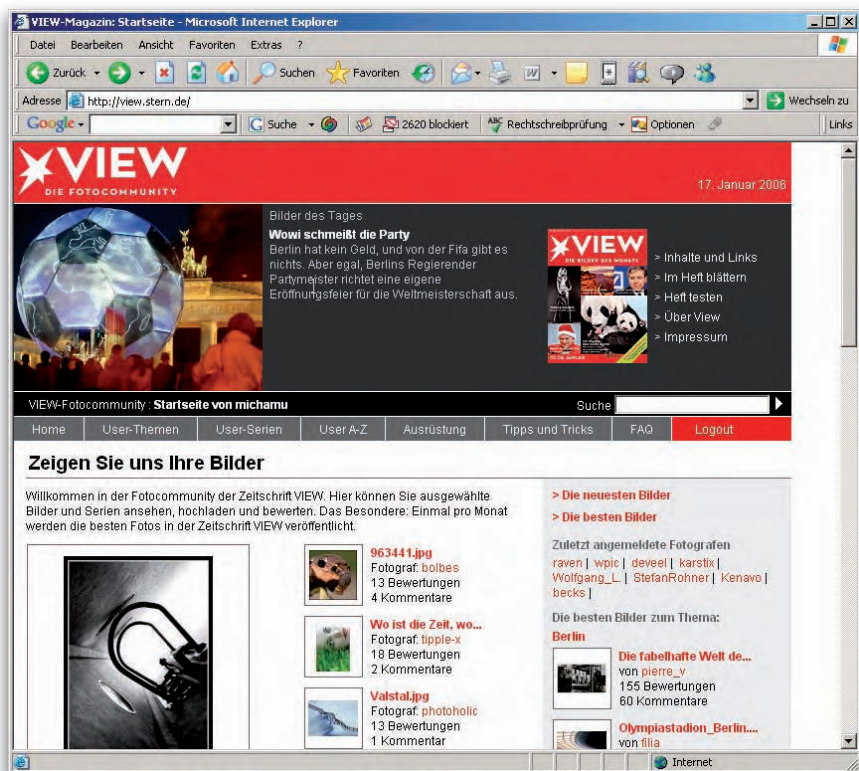 VIEW-Magazin: Startseite - Microsoft Internet Explorer
Datei Bearbeiten Ansicht Favoriten Extras ?
Zurück Suchen Favoriten
Adresse http://view.stern.de/ Wechseln zu
Google Suche 2620 blockiert ABC Rechtschreibprüfung Optionen Links
VIEW
DIE FOTOCOMMUNITY
17. Januar 2006
Bilder des Tages
Wowi schmeißt die Party
Berlin hat kein Geld, und von der Fifa gibt es
nichts. Aber egal, Berlins Regierender
Partymeister richtet eine eigene
Eröffnungsfeier für die Weltmeisterschaft aus.
VIEW
DIE BILDER DES MONATS
> Inhalte und Links
> Im Heft blättern
> Heft testen
> Über View
> Impressum
VIEW-Fotocommunity : Startseite von michamu
Suche
Home User-Themen User-Serien User A-Z Ausrüstung Tipps und Tricks FAQ Logout
Zeigen Sie uns Ihre Bilder
Willkommen in der Fotocommunity der Zeitschrift VIEW. Hier können Sie ausgewählte
Bilder und Serien ansehen, hochladen und bewerten. Das Besondere: Einmal pro Monat
werden die besten Fotos in der Zeitschrift VIEW veröffentlicht.
963441.jpg
Fotograf: bolbes
13 Bewertungen
4 Kommentare
Wo ist die Zeit, wo...
Fotograf: tipple-x
18 Bewertungen
2 Kommentare
Valstal.jpg
Fotograf: photoholic
13 Bewertungen
1 Kommentar
> Die neuesten Bilder
> Die besten Bilder
Zuletzt angemeldete Fotografen
raven | wpic | deveel | karstix |
Wolfgang_L. | StefanRohner | Kenavo |
becks |
Die besten Bilder zum Thema:
Berlin
Die fabelhafte Welt de...
von pierre_v
155 Bewertungen
60 Kommentare
Olympiastadion_Berlin....
von filia
Internet